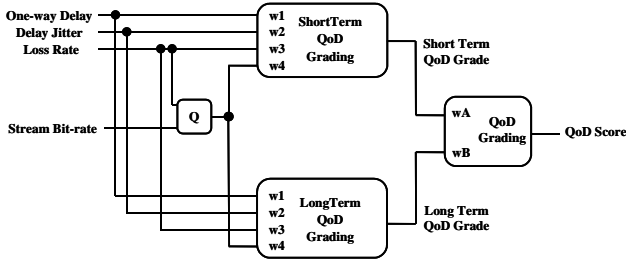 One-way Delay
Delay Jitter
Loss Rate
Stream Bit-rate
Q
w1
w2
w3
w4
ShortTerm
QoD
Grading
Short Term
QoD Grade
w1
w2
w3
w4
LongTerm
QoD
Grading
Long Term
QoD Grade
wA
wB
QoD
Grading
QoD Score